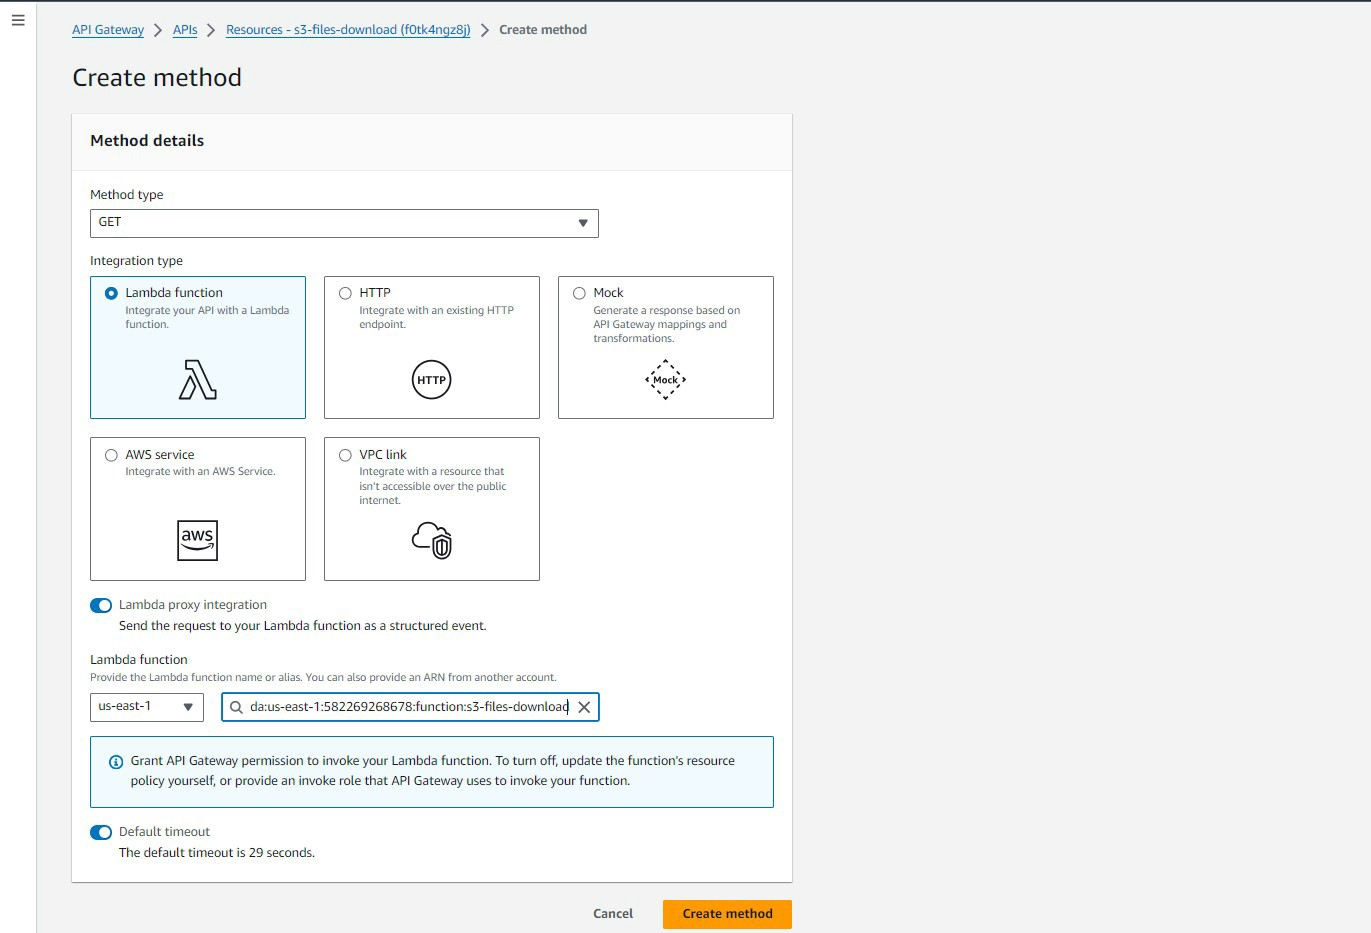 API Gateway > APIs > Resources - s3-files-download (f0tk4ngz8j) > Create method
Create method
Method details
Method type
GET
Integration type
Lambda function
Integrate your API with a Lambda
function.
HTTP
Integrate with an existing HTTP
endpoint.
HTTP
Mock
Generate a response based on
API Gateway mappings and
transformations.
Mock
AWS service
Integrate with an AWS Service.
aws
VPC link
Integrate with a resource that
isn't accessible over the public
internet.
Lambda proxy integration
Send the request to your Lambda function as a structured event.
Lambda function
Provide the Lambda function name or alias. You can also provide an ARN from another account.
us-east-1
da:us-east-1:582269268678:function:s3-files-download
Grant API Gateway permission to invoke your Lambda function. To turn off, update the function's resource
policy yourself, or provide an invoke role that API Gateway uses to invoke your function.
Default timeout
The default timeout is 29 seconds.
Cancel
Create method